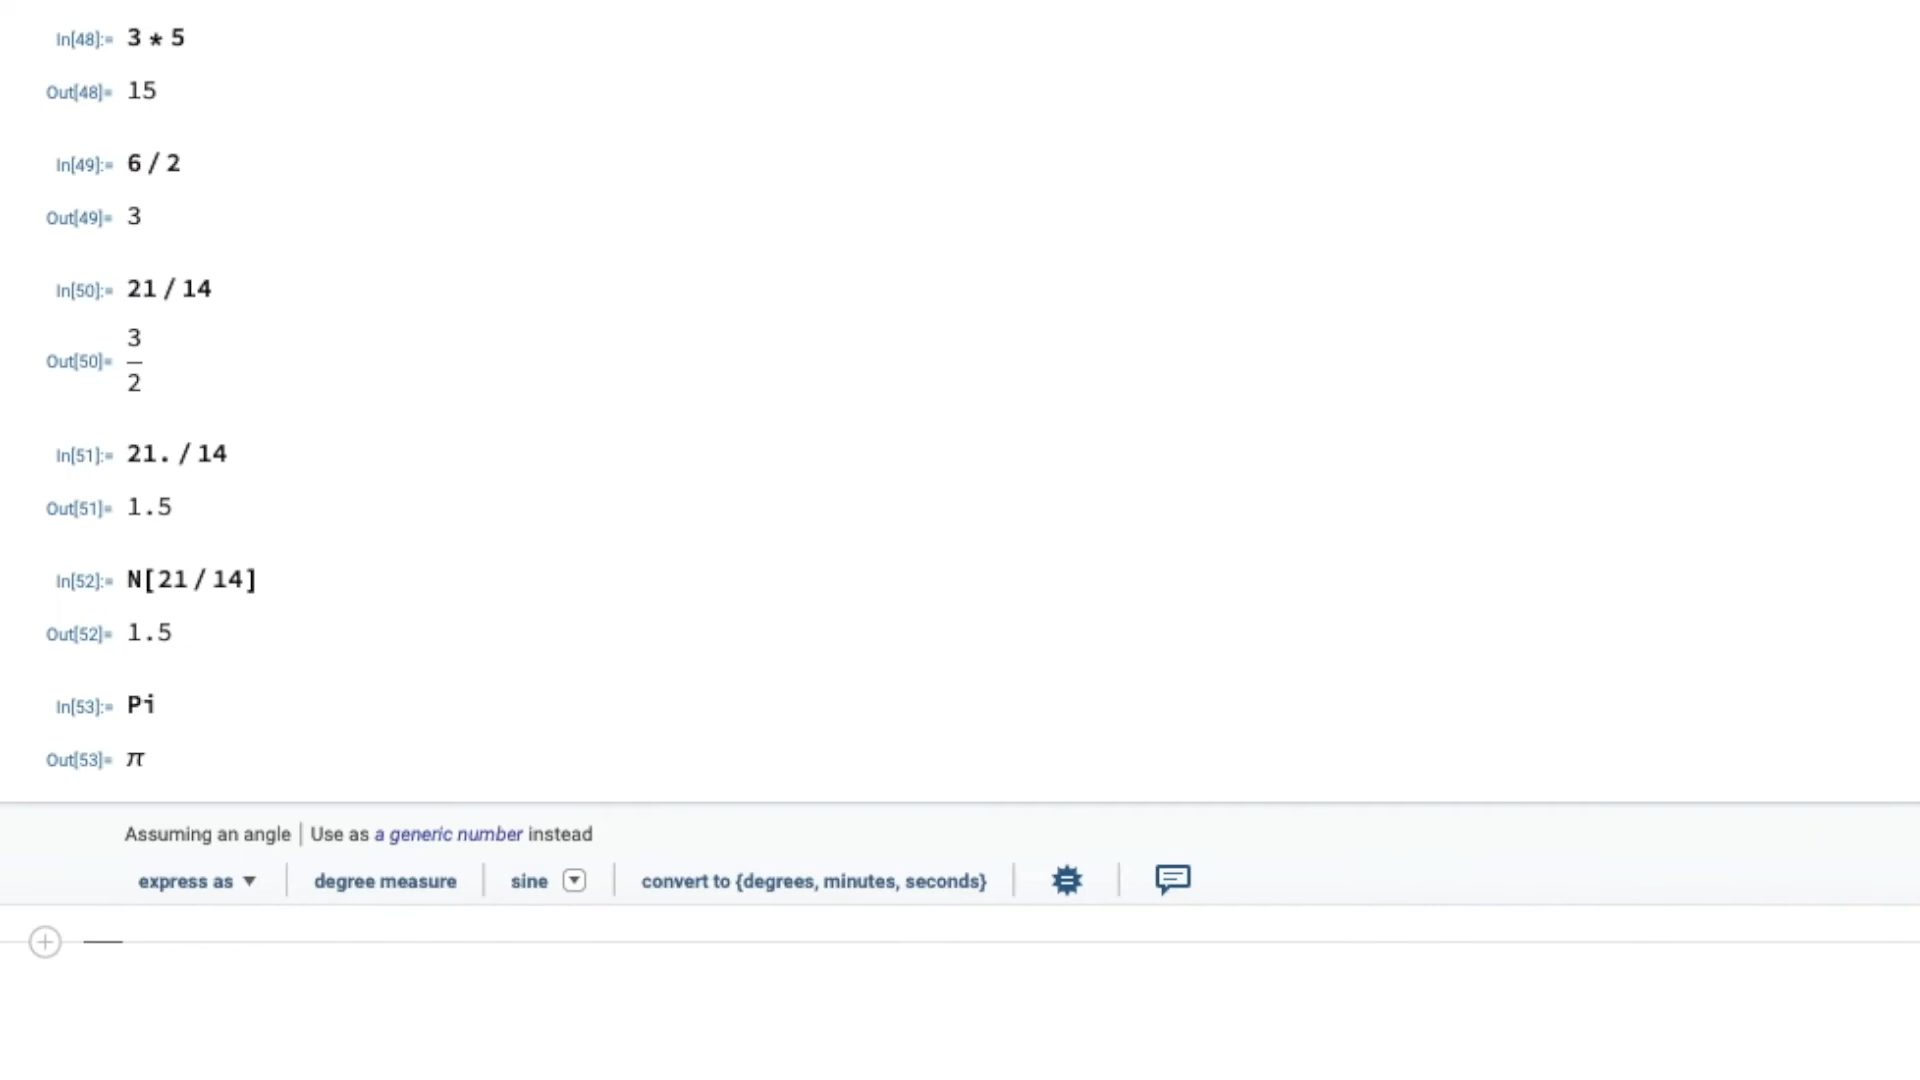 In[48]:= 3 * 5
Out[48]= 15
In[49]:= 6 / 2
Out[49]= 3
In[50]:= 21 / 14
Out[50]= 3
2
In[51]:= 21. / 14
Out[51]= 1.5
In[52]:= N[21 / 14]
Out[52]= 1.5
In[53]:= Pi
Out[53]= π
Assuming an angle | Use as a generic number instead
express as ▼ | degree measure | sine ▼ | convert to {degrees, minutes, seconds}